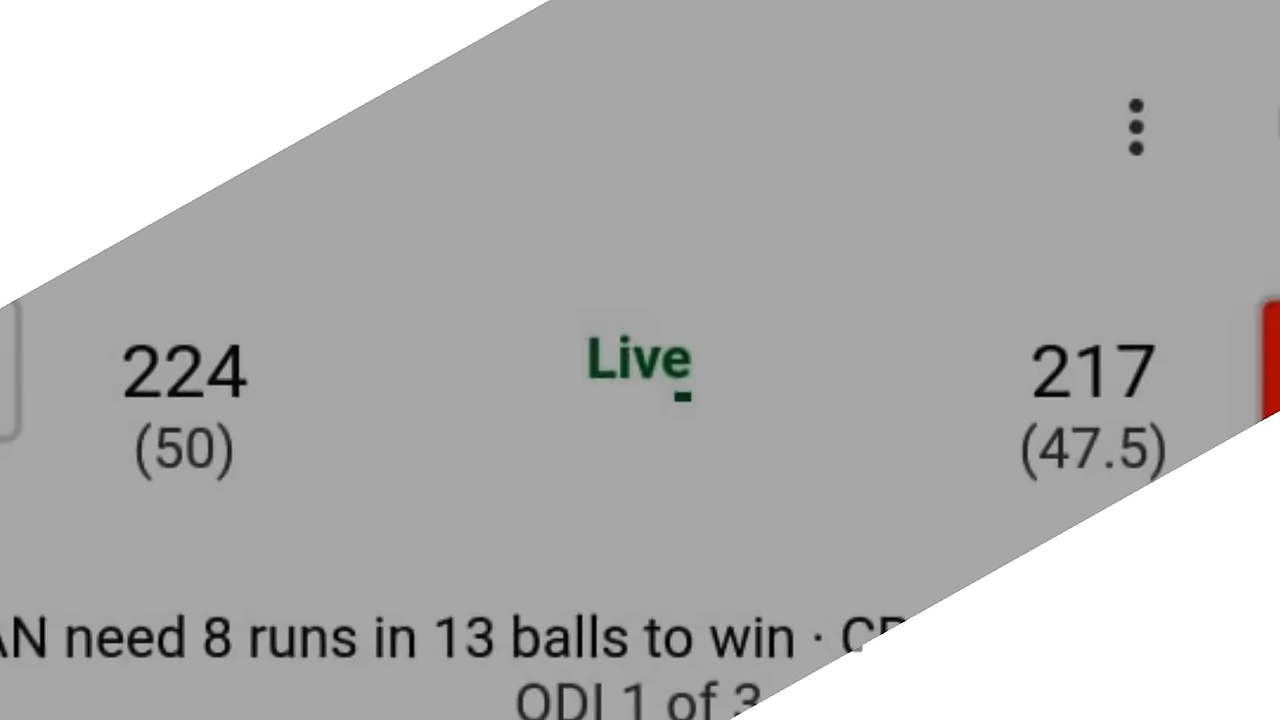 224 Live 217
(50) (47.5)
need 8 runs in 13 balls to win ·
ODI 1 of 3